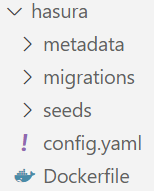 hasura
metadata
migrations
seeds
config.yaml
Dockerfile